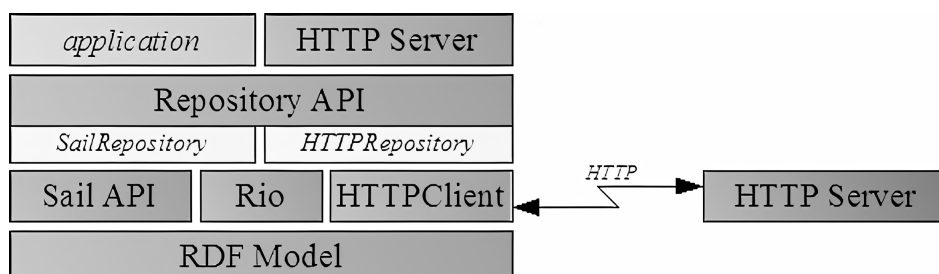 application
HTTP Server
Repository API
SailRepository
HTTPRepository
Sail API
Rio
HTTPClient
HTTP
HTTP Server
RDF Model